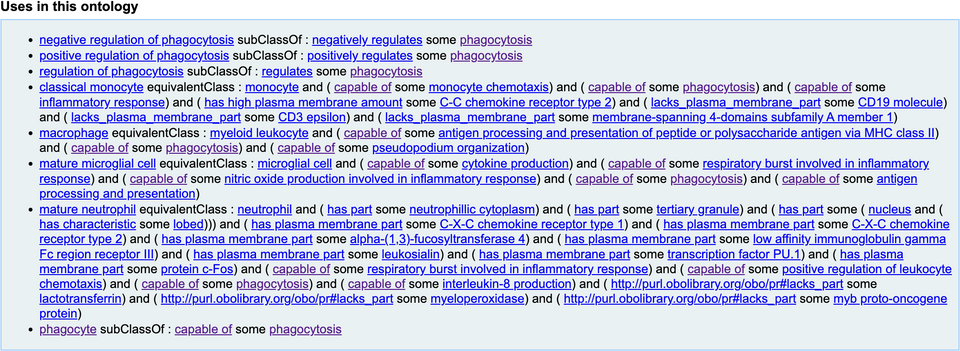 Uses in this ontology
• negative regulation of phagocytosis subClassOf : negatively regulates some phagocytosis
• positive regulation of phagocytosis subClassOf : positively regulates some phagocytosis
• regulation of phagocytosis subClassOf : regulates some phagocytosis
• classical monocyte equivalentClass : monocyte and ( capable of some monocyte chemotaxis) and ( capable of some phagocytosis) and ( capable of some
inflammatory response) and ( has high plasma membrane amount some C-C chemokine receptor type 2) and ( lacks_plasma_membrane_part some CD19 molecule)
and ( lacks_plasma_membrane_part some CD3 epsilon) and ( lacks_plasma_membrane_part some membrane-spanning 4-domains subfamily A member 1)
• macrophage equivalentClass : myeloid leukocyte and ( capable of some antigen processing and presentation of peptide or polysaccharide antigen via MHC class II)
and ( capable of some phagocytosis) and ( capable of some pseudopodium organization)
• mature microglial cell equivalentClass : microglial cell and ( capable of some cytokine production) and ( capable of some respiratory burst involved in inflammatory
response) and ( capable of some nitric oxide production involved in inflammatory response) and ( capable of some phagocytosis) and ( capable of some antigen
processing and presentation)
• mature neutrophil equivalentClass : neutrophil and ( has part some neutrophillic cytoplasm) and ( has part some tertiary granule) and ( has part some ( nucleus and (
has characteristic some lobed))) and ( has plasma membrane part some C-X-C chemokine receptor type 1) and ( has plasma membrane part some C-X-C chemokine
receptor type 2) and ( has plasma membrane part some alpha-(1,3)-fucosyltransferase 4) and ( has plasma membrane part some low affinity immunoglobulin gamma
Fc region receptor III) and ( has plasma membrane part some leukosialin) and ( has plasma membrane part some transcription factor PU.1) and ( has plasma
membrane part some protein c-Fos) and ( capable of some respiratory burst involved in inflammatory response) and ( capable of some positive regulation of leukocyte
chemotaxis) and ( capable of some phagocytosis) and ( capable of some interleukin-8 production) and ( http://purl.obolibrary.org/obo/pr#lacks_part some
lactotransferrin) and ( http://purl.obolibrary.org/obo/pr#lacks_part some myeloperoxidase) and ( http://purl.obolibrary.org/obo/pr#lacks_part some myb proto-oncogene
protein)
• phagocyte subClassOf : capable of some phagocytosis